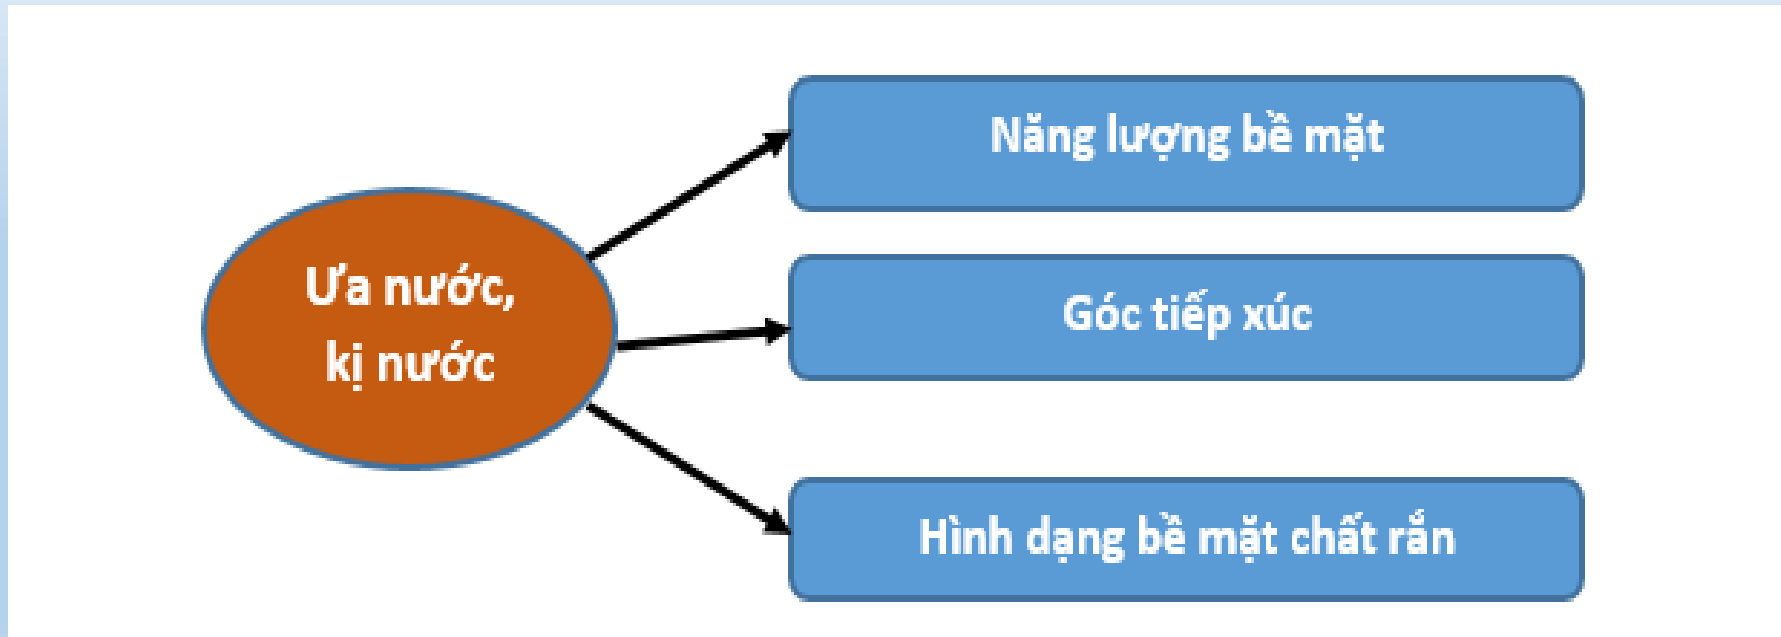 Ưa nước,
kị nước
Năng lượng bề mặt
Góc tiếp xúc
Hình dạng bề mặt chất rắn